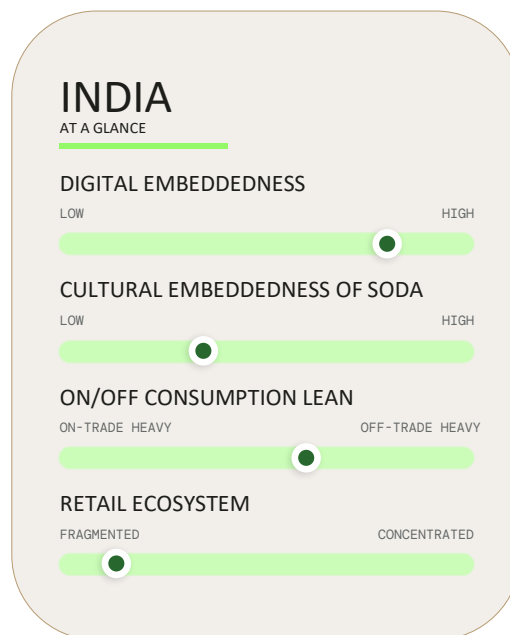 INDIA
AT A GLANCE
DIGITAL EMBEDDEDNESS
LOW HIGH
CULTURAL EMBEDDEDNESS OF SODA
LOW HIGH
ON/OFF CONSUMPTION LEAN
ON-TRADE HEAVY OFF-TRADE HEAVY
RETAIL ECOSYSTEM
FRAGMENTED CONCENTRATED